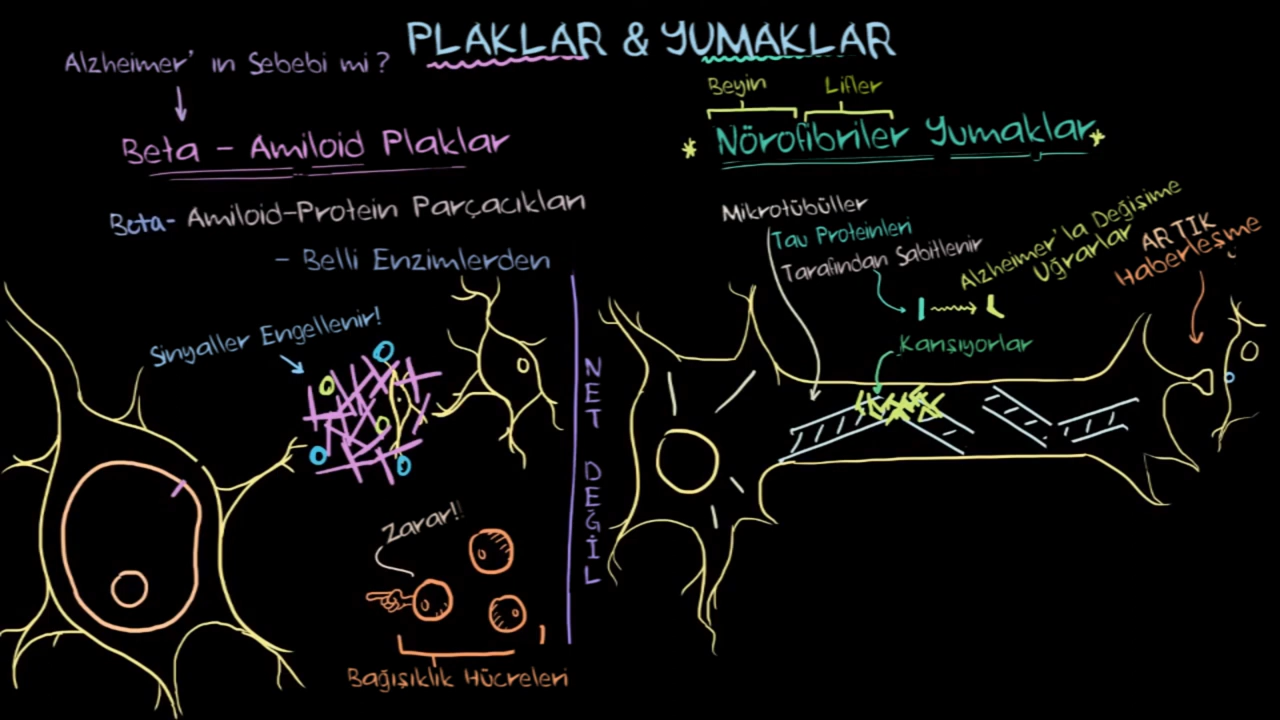 PLAKLAR & YUMAKLAR
Alzheimer' ın Sebebi mi ?
Beta - Amiloid Plaklar
Beta- Amiloid-Protein Parçacıkları
- Belli Enzimlerden
Sinyaller Engellenir!
Zarar!!
Bağışıklık Hücreleri
NET DEĞİL
Beyin Lifler
* Nörofibriler Yumaklar *
Mikrotübüller
Tau Proteinleri
Tarafından Sabitlenir
Alzheimer'la Değişime
Uğrarlar
Karışıyorlar
ARTIK
Haberleşme